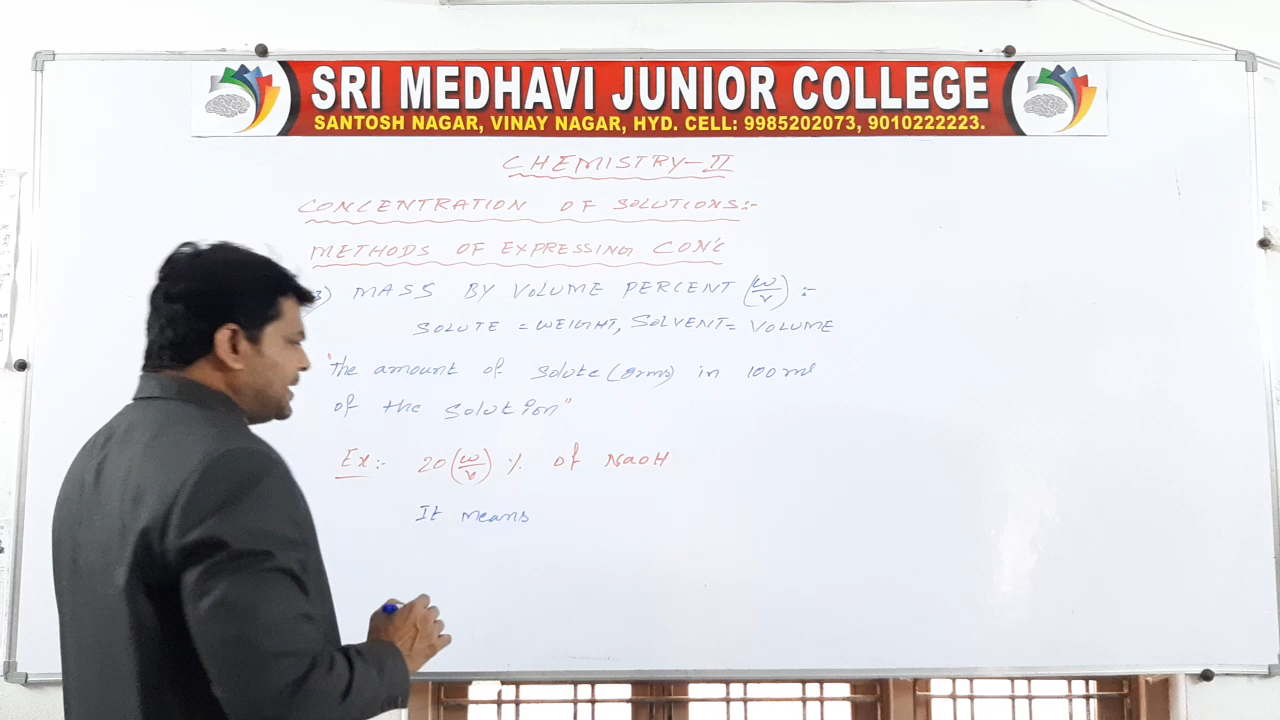 SRI MEDHAVI JUNIOR COLLEGE
SANTOSH NAGAR, VINAY NAGAR, HYD. CELL: 9985202073, 9010222223.
CHEMISTRY-II
CONCENTRATION OF SOLUTIONS:-
METHODS OF EXPRESSING CONC
3) MASS BY VOLUME PERCENT (w/v) :-
SOLUTE = WEIGHT, SOLVENT = VOLUME
"The amount of solute (grms) in 100 ml
of the solution"
Ex:- 20 (w/v) % of NaOH
It means